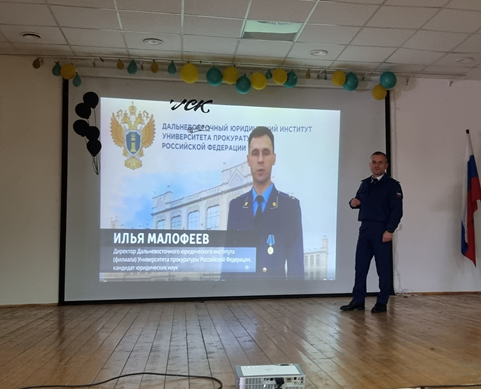 УСК
ДАЛЬНЕВОСТОЧНЫЙ ЮРИДИЧЕСКИЙ ИНСТИТУТ
УНИВЕРСИТЕТА ПРОКУРАТУРЫ
РОССИЙСКОЙ ФЕДЕРАЦИИ
ИЛЬЯ МАЛОФЕЕВ
Директор Дальневосточного юридического института
(филиала) Университета прокуратуры Российской Федерации,
кандидат юридических наук